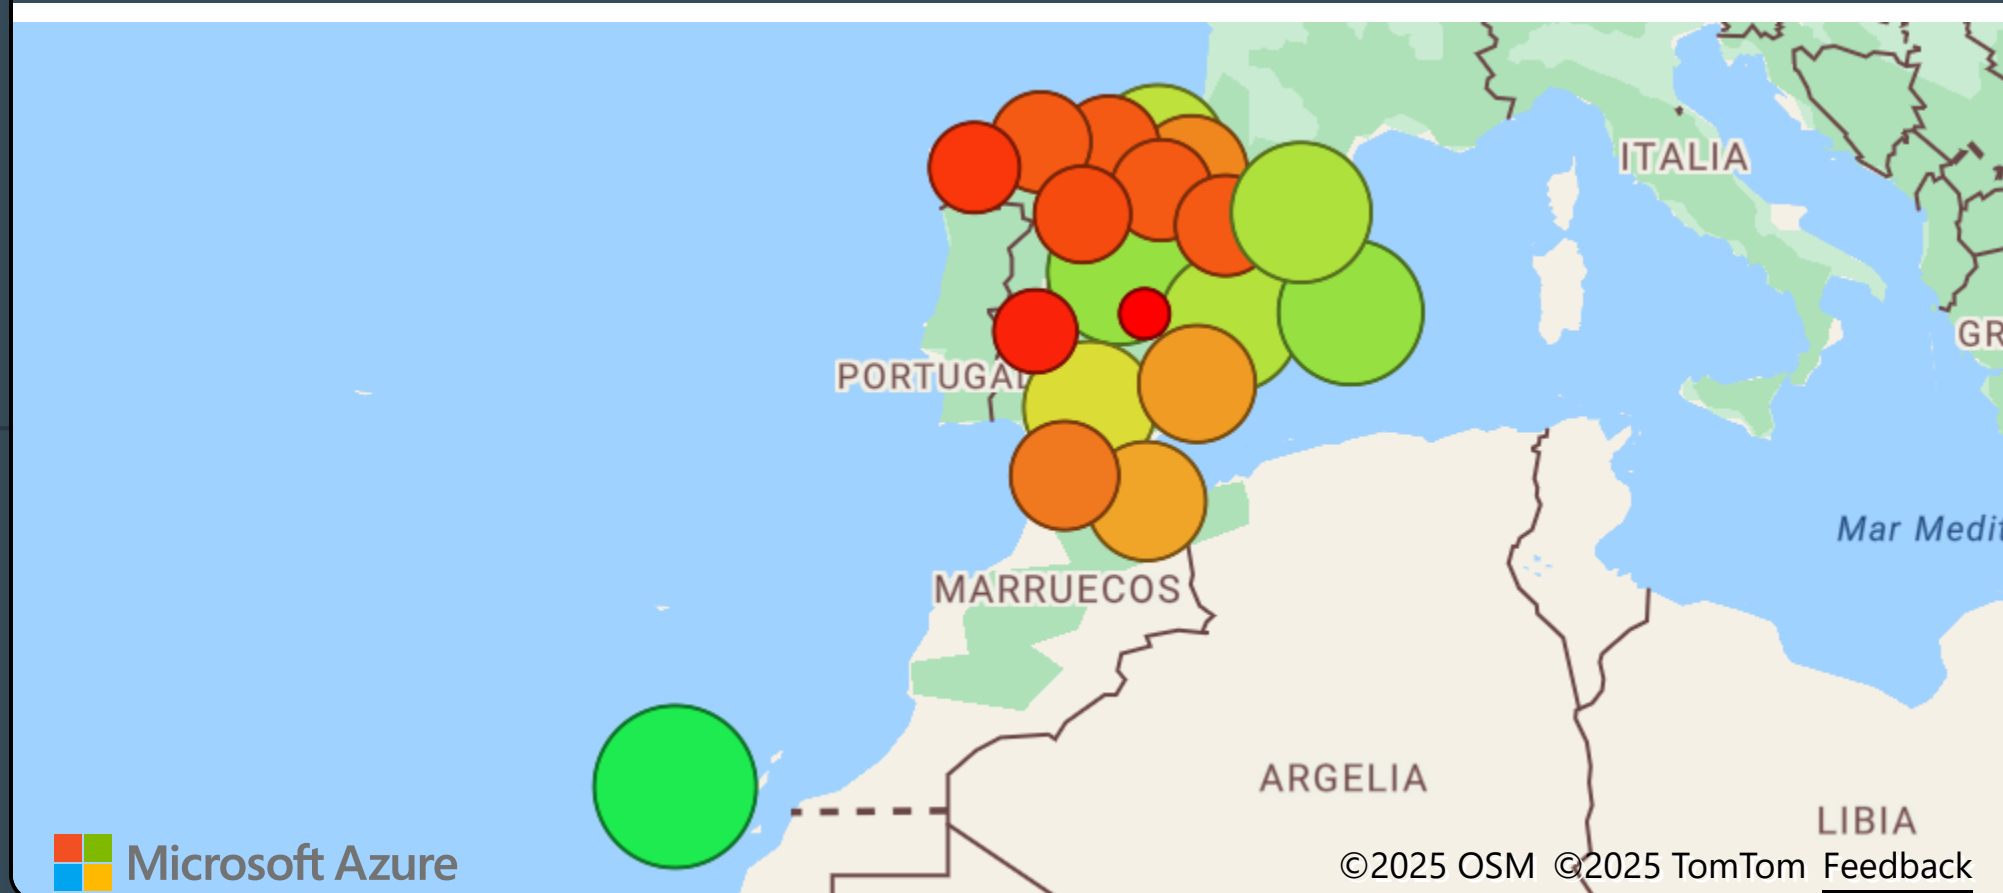 ITALIA
GR
PORTUGAL
Mar Medit
MARRUECOS
ARGELIA
LIBIA
Microsoft Azure
©2025 OSM ©2025 TomTom Feedback